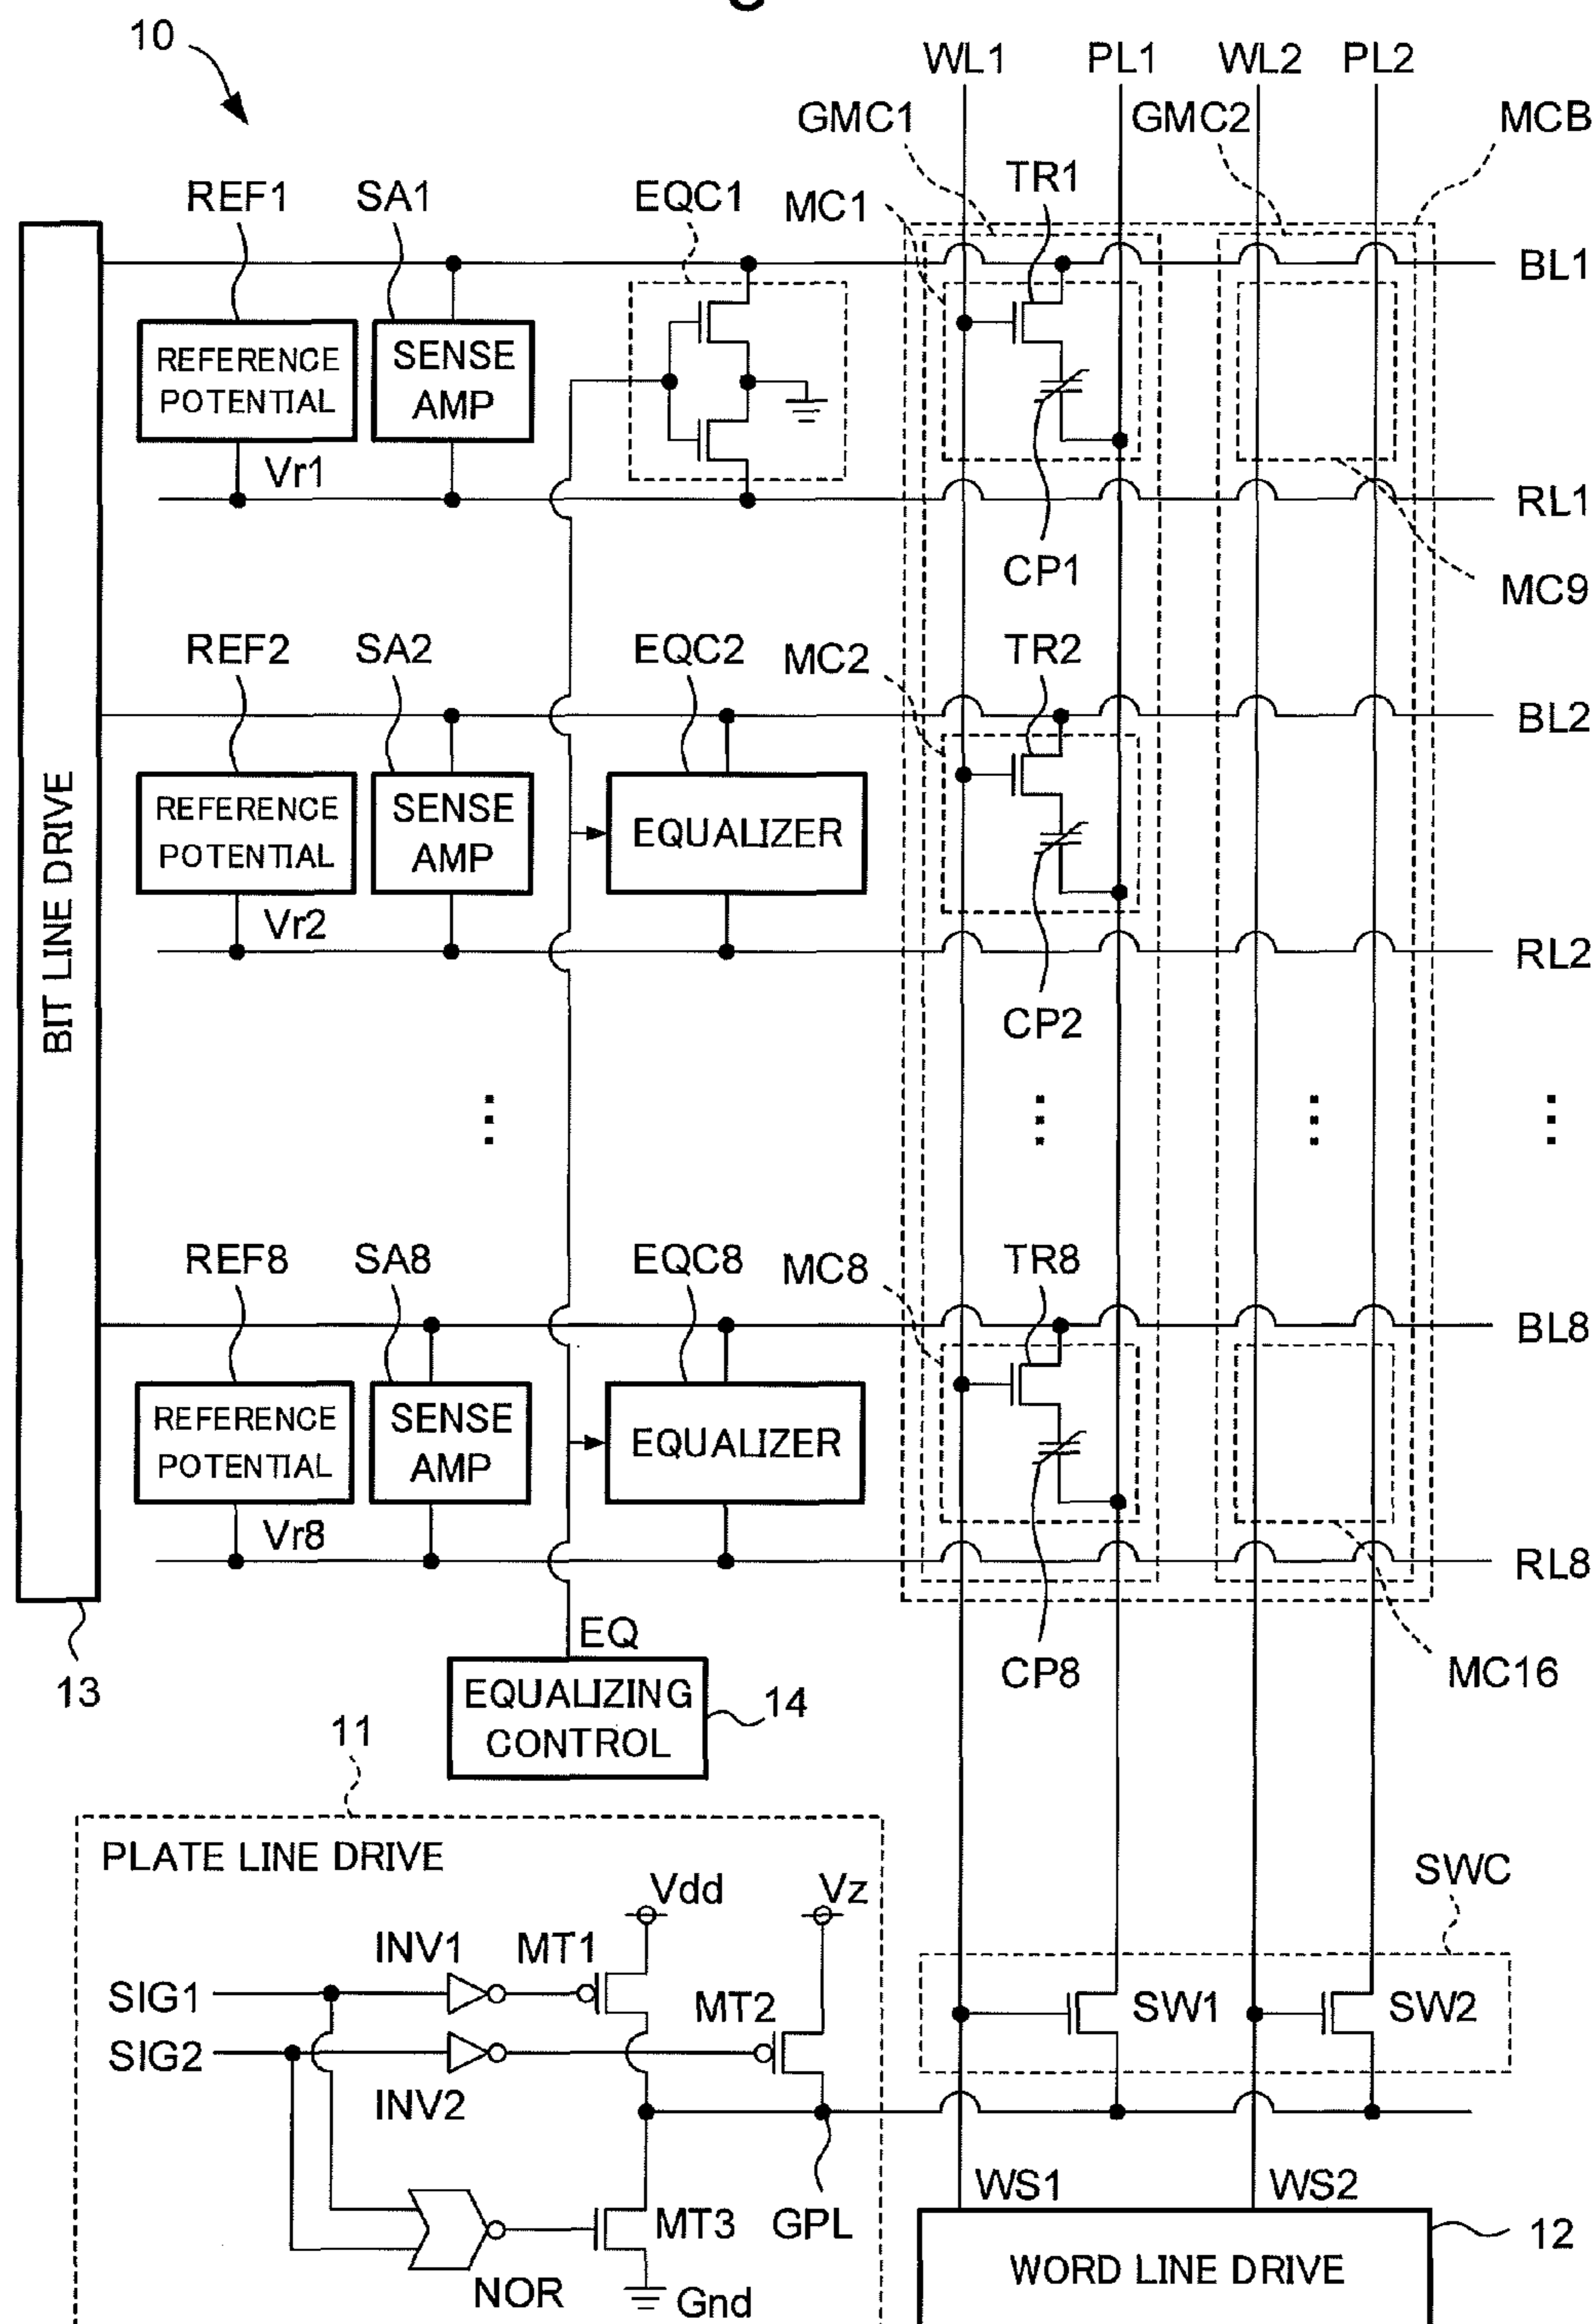 10
WL1 PL1 WL2 PL2
GMC1 GMC2 MCB
REF1 SA1 EQC1 MC1 TR1
BL1
REFERENCE
POTENTIAL
SENSE
AMP
Vr1
RL1
CP1
MC9
REF2 SA2 EQC2 MC2 TR2
BL2
BIT LINE DRIVE
REFERENCE
POTENTIAL
SENSE
AMP
EQUALIZER
Vr2
RL2
CP2
REF8 SA8 EQC8 MC8 TR8
BL8
REFERENCE
POTENTIAL
SENSE
AMP
EQUALIZER
Vr8
RL8
EQ
CP8
MC16
13
EQUALIZING
CONTROL
14
11
PLATE LINE DRIVE
Vdd Vz
SWC
INV1 MT1
SIG1
MT2
SW1 SW2
SIG2
INV2
WS1 WS2
MT3 GPL
12
WORD LINE DRIVE
NOR
Gnd